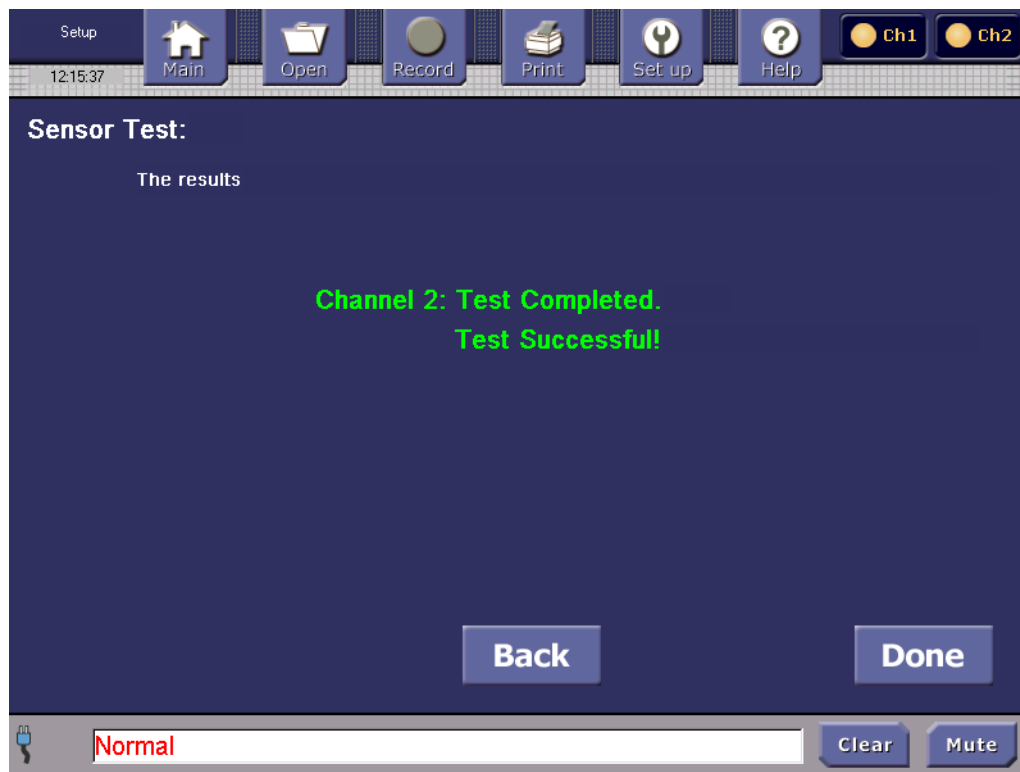 Setup
12:15:37
Main
Open
Record
Print
Set up
Help
Ch1
Ch2
Sensor Test:
The results
Channel 2: Test Completed.
Test Successful!
Back
Done
Normal
Clear
Mute